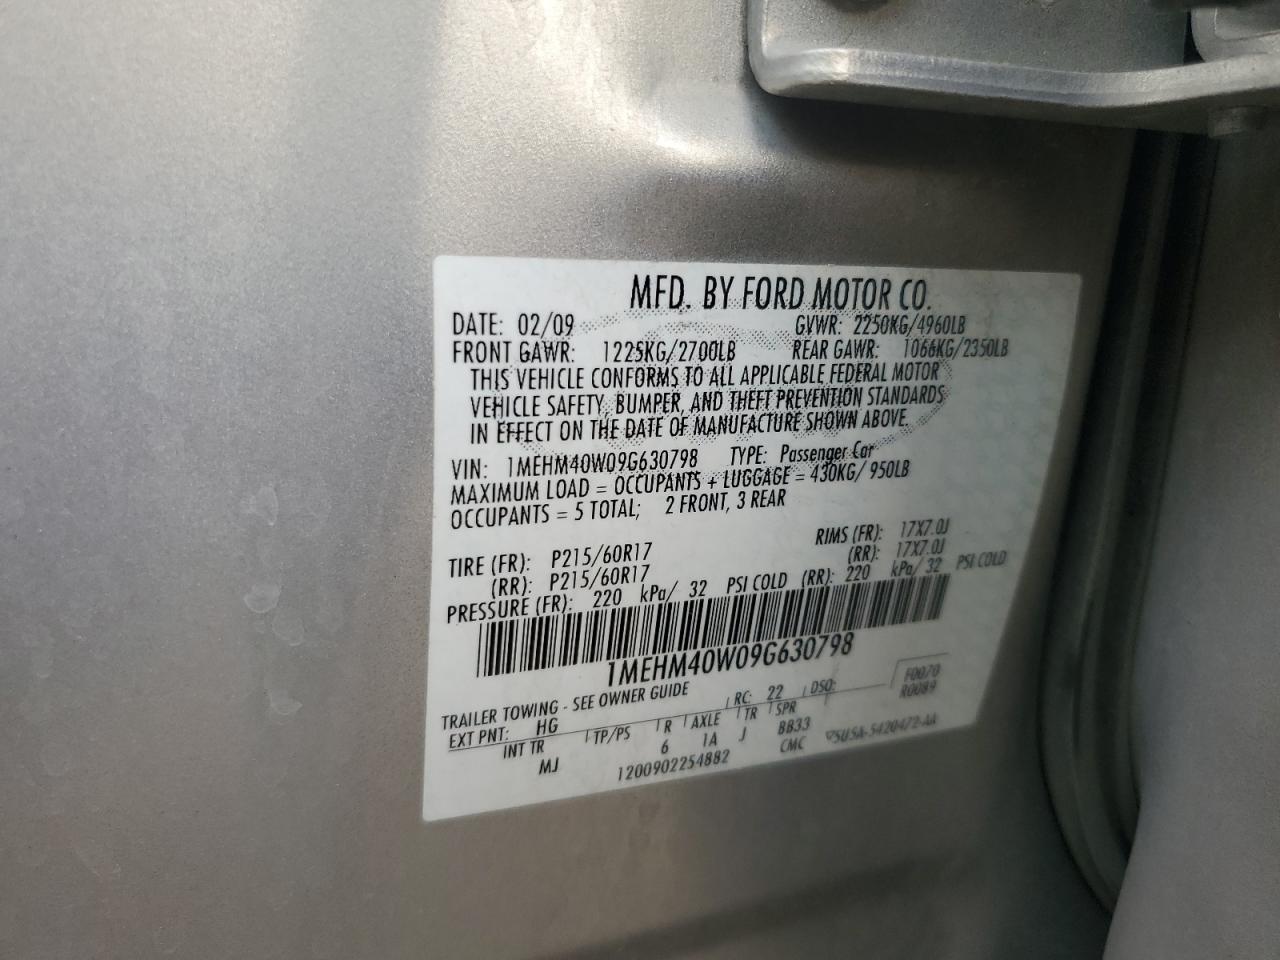 MFD. BY FORD MOTOR CO.
DATE: 02/09 GVWR: 2250KG/4960LB
FRONT GAWR: 1225KG/2700LB REAR GAWR: 1066KG/2350LB
THIS VEHICLE CONFORMS TO ALL APPLICABLE FEDERAL MOTOR
VEHICLE SAFETY, BUMPER, AND THEFT PREVENTION STANDARDS
IN EFFECT ON THE DATE OF MANUFACTURE SHOWN ABOVE.
VIN: 1MEHM40W09G630798 TYPE: Passenger Car
MAXIMUM LOAD = OCCUPANTS + LUGGAGE = 430KG/ 950LB
OCCUPANTS = 5 TOTAL; 2 FRONT, 3 REAR
TIRE (FR): P215/60R17 RIMS (FR): 17X7.0J
(RR): P215/60R17 (RR): 17X7.0J
PRESSURE (FR): 220 kPa/ 32 PSI COLD (RR): 220 kPa/ 32 PSI COLD
1MEHM40W09G630798
TRAILER TOWING - SEE OWNER GUIDE F0070
EXT PNT: HG RC: 22 DSO: R0089
INT TR TP/PS R AXLE TR SPR
MJ 6 1A J BB33
1200902254882 CMC